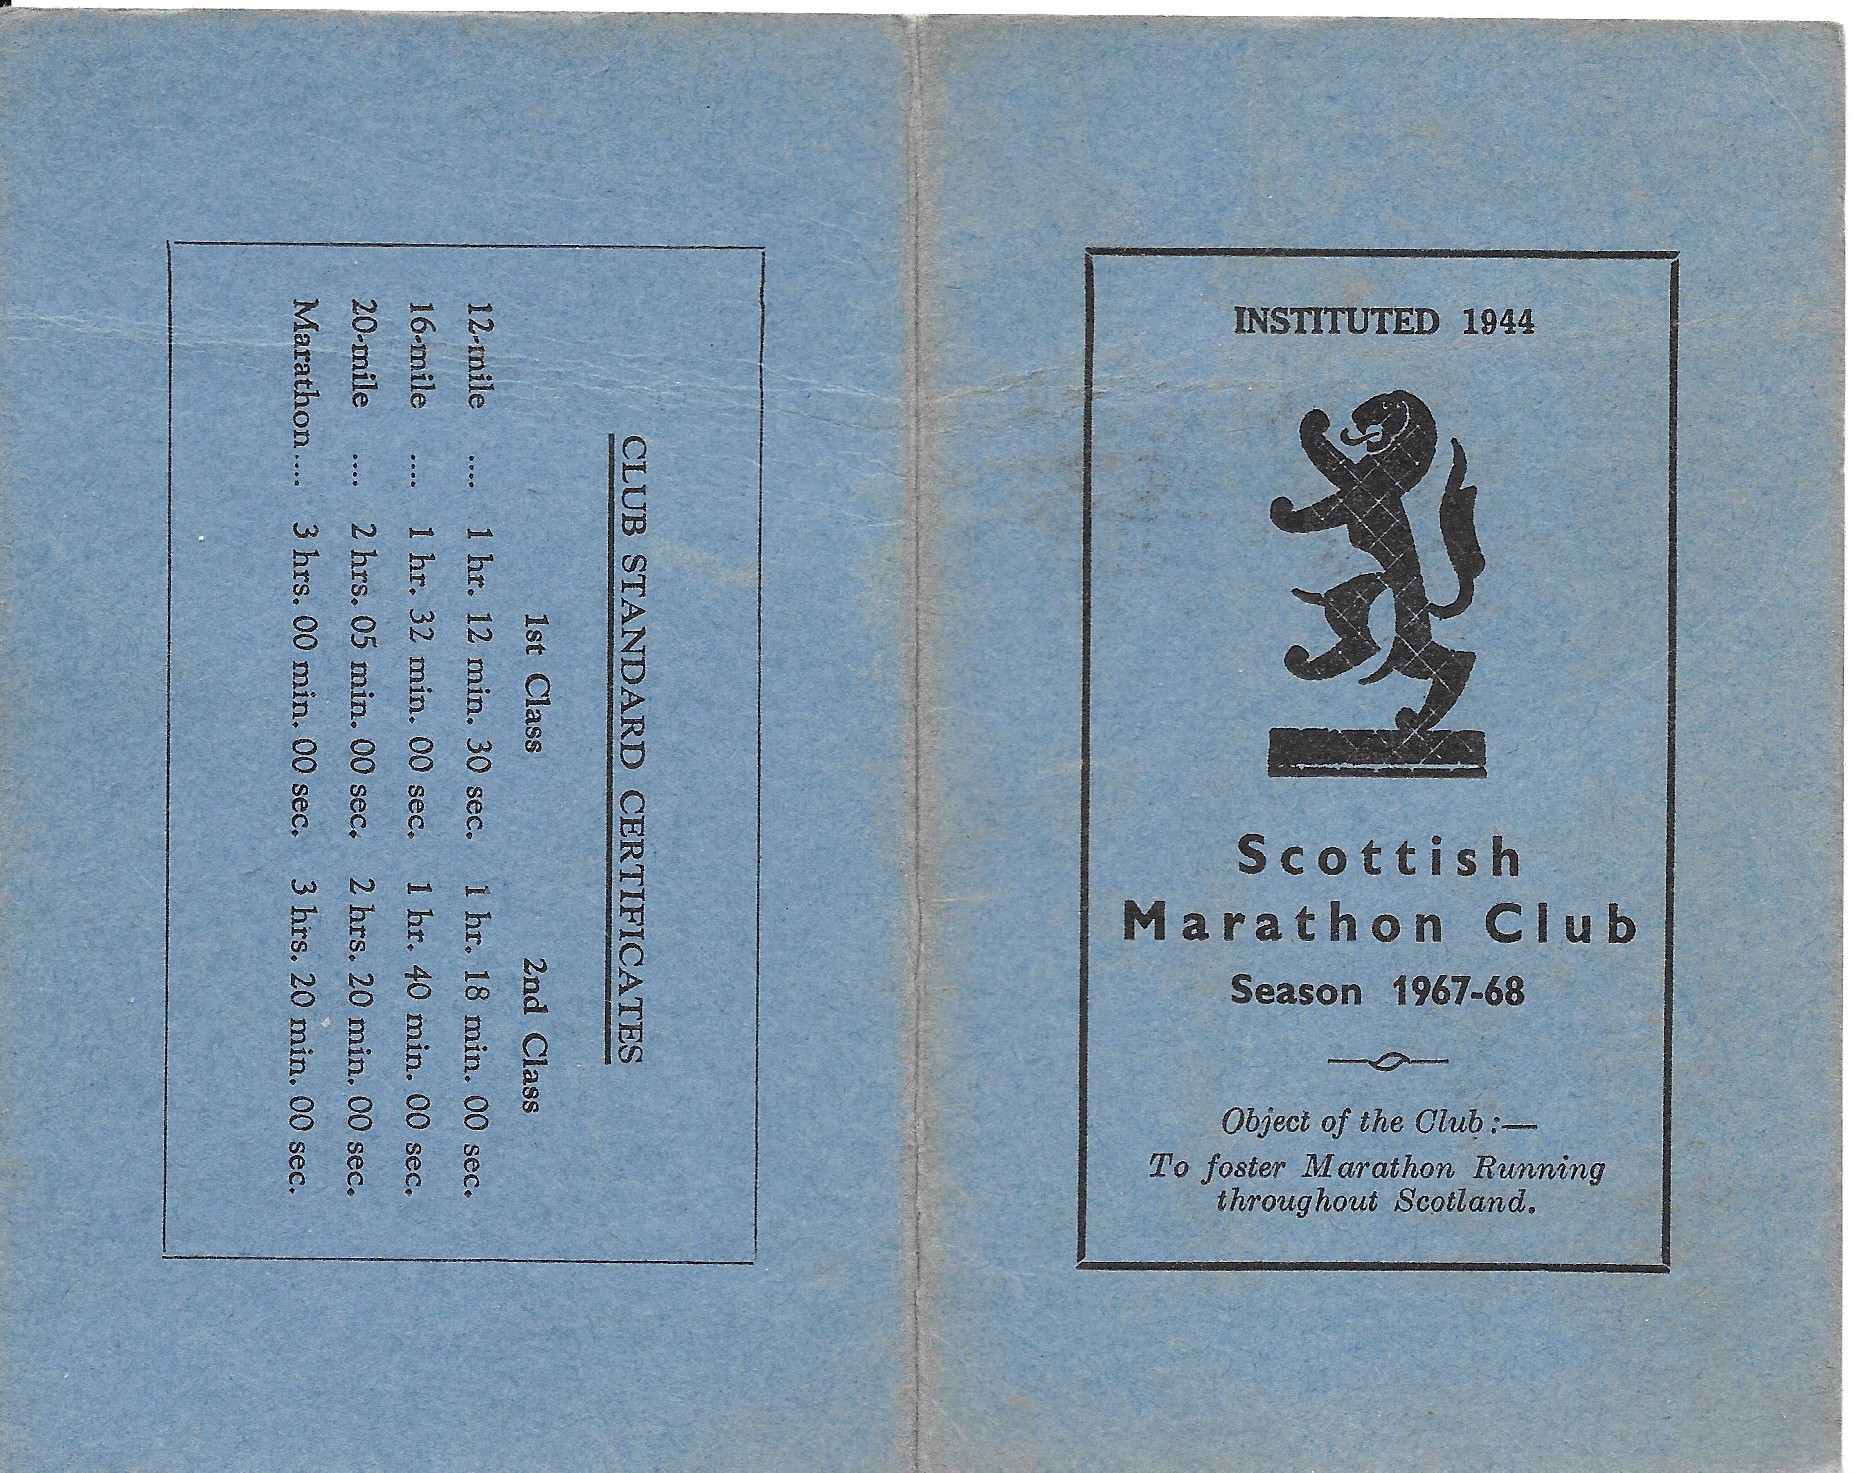 CLUB STANDARD CERTIFICATES
1st Class 2nd Class
12-mile .... 1 hr. 12 min. 30 sec. 1 hr. 18 min. 00 sec.
16-mile .... 1 hr. 32 min. 00 sec. 1 hr. 40 min. 00 sec.
20-mile .... 2 hrs. 05 min. 00 sec. 2 hrs. 20 min. 00 sec.
Marathon.... 3 hrs. 00 min. 00 sec. 3 hrs. 20 min. 00 sec.
INSTITUTED 1944
Scottish
Marathon Club
Season 1967-68
Object of the Club :—
To foster Marathon Running
throughout Scotland.